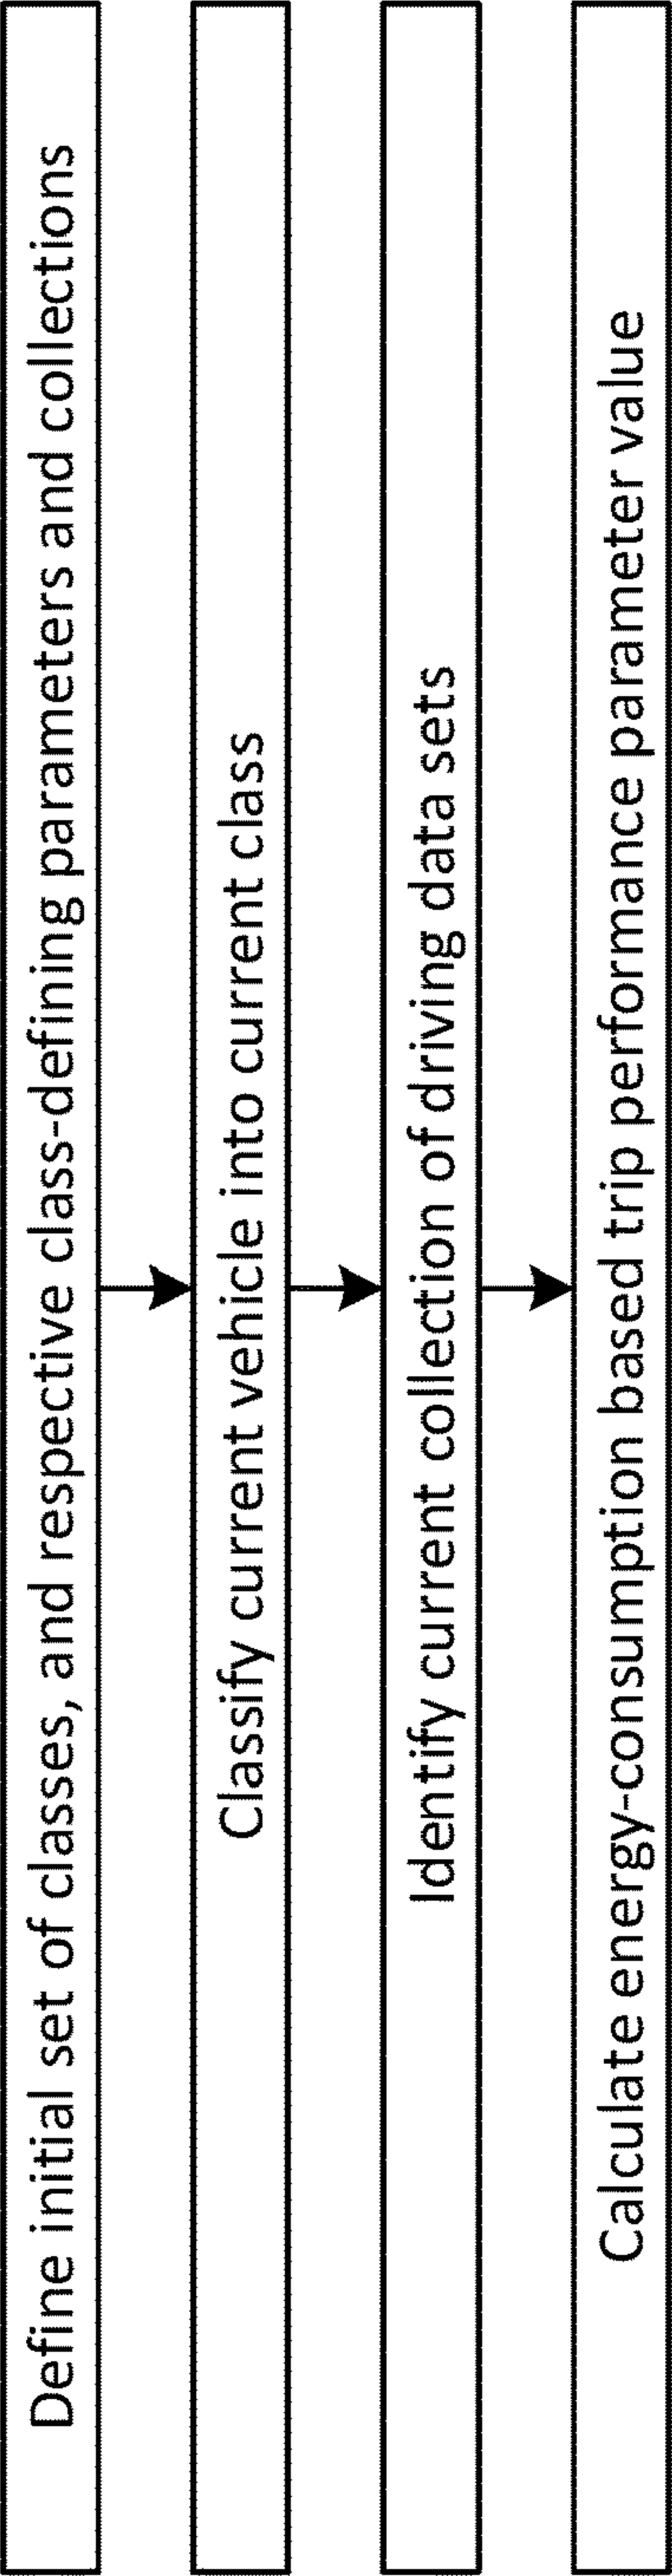 Define initial set of classes, and respective class-defining parameters and collections
Classify current vehicle into current class
Identify current collection of driving data sets
Calculate energy-consumption based trip performance parameter value